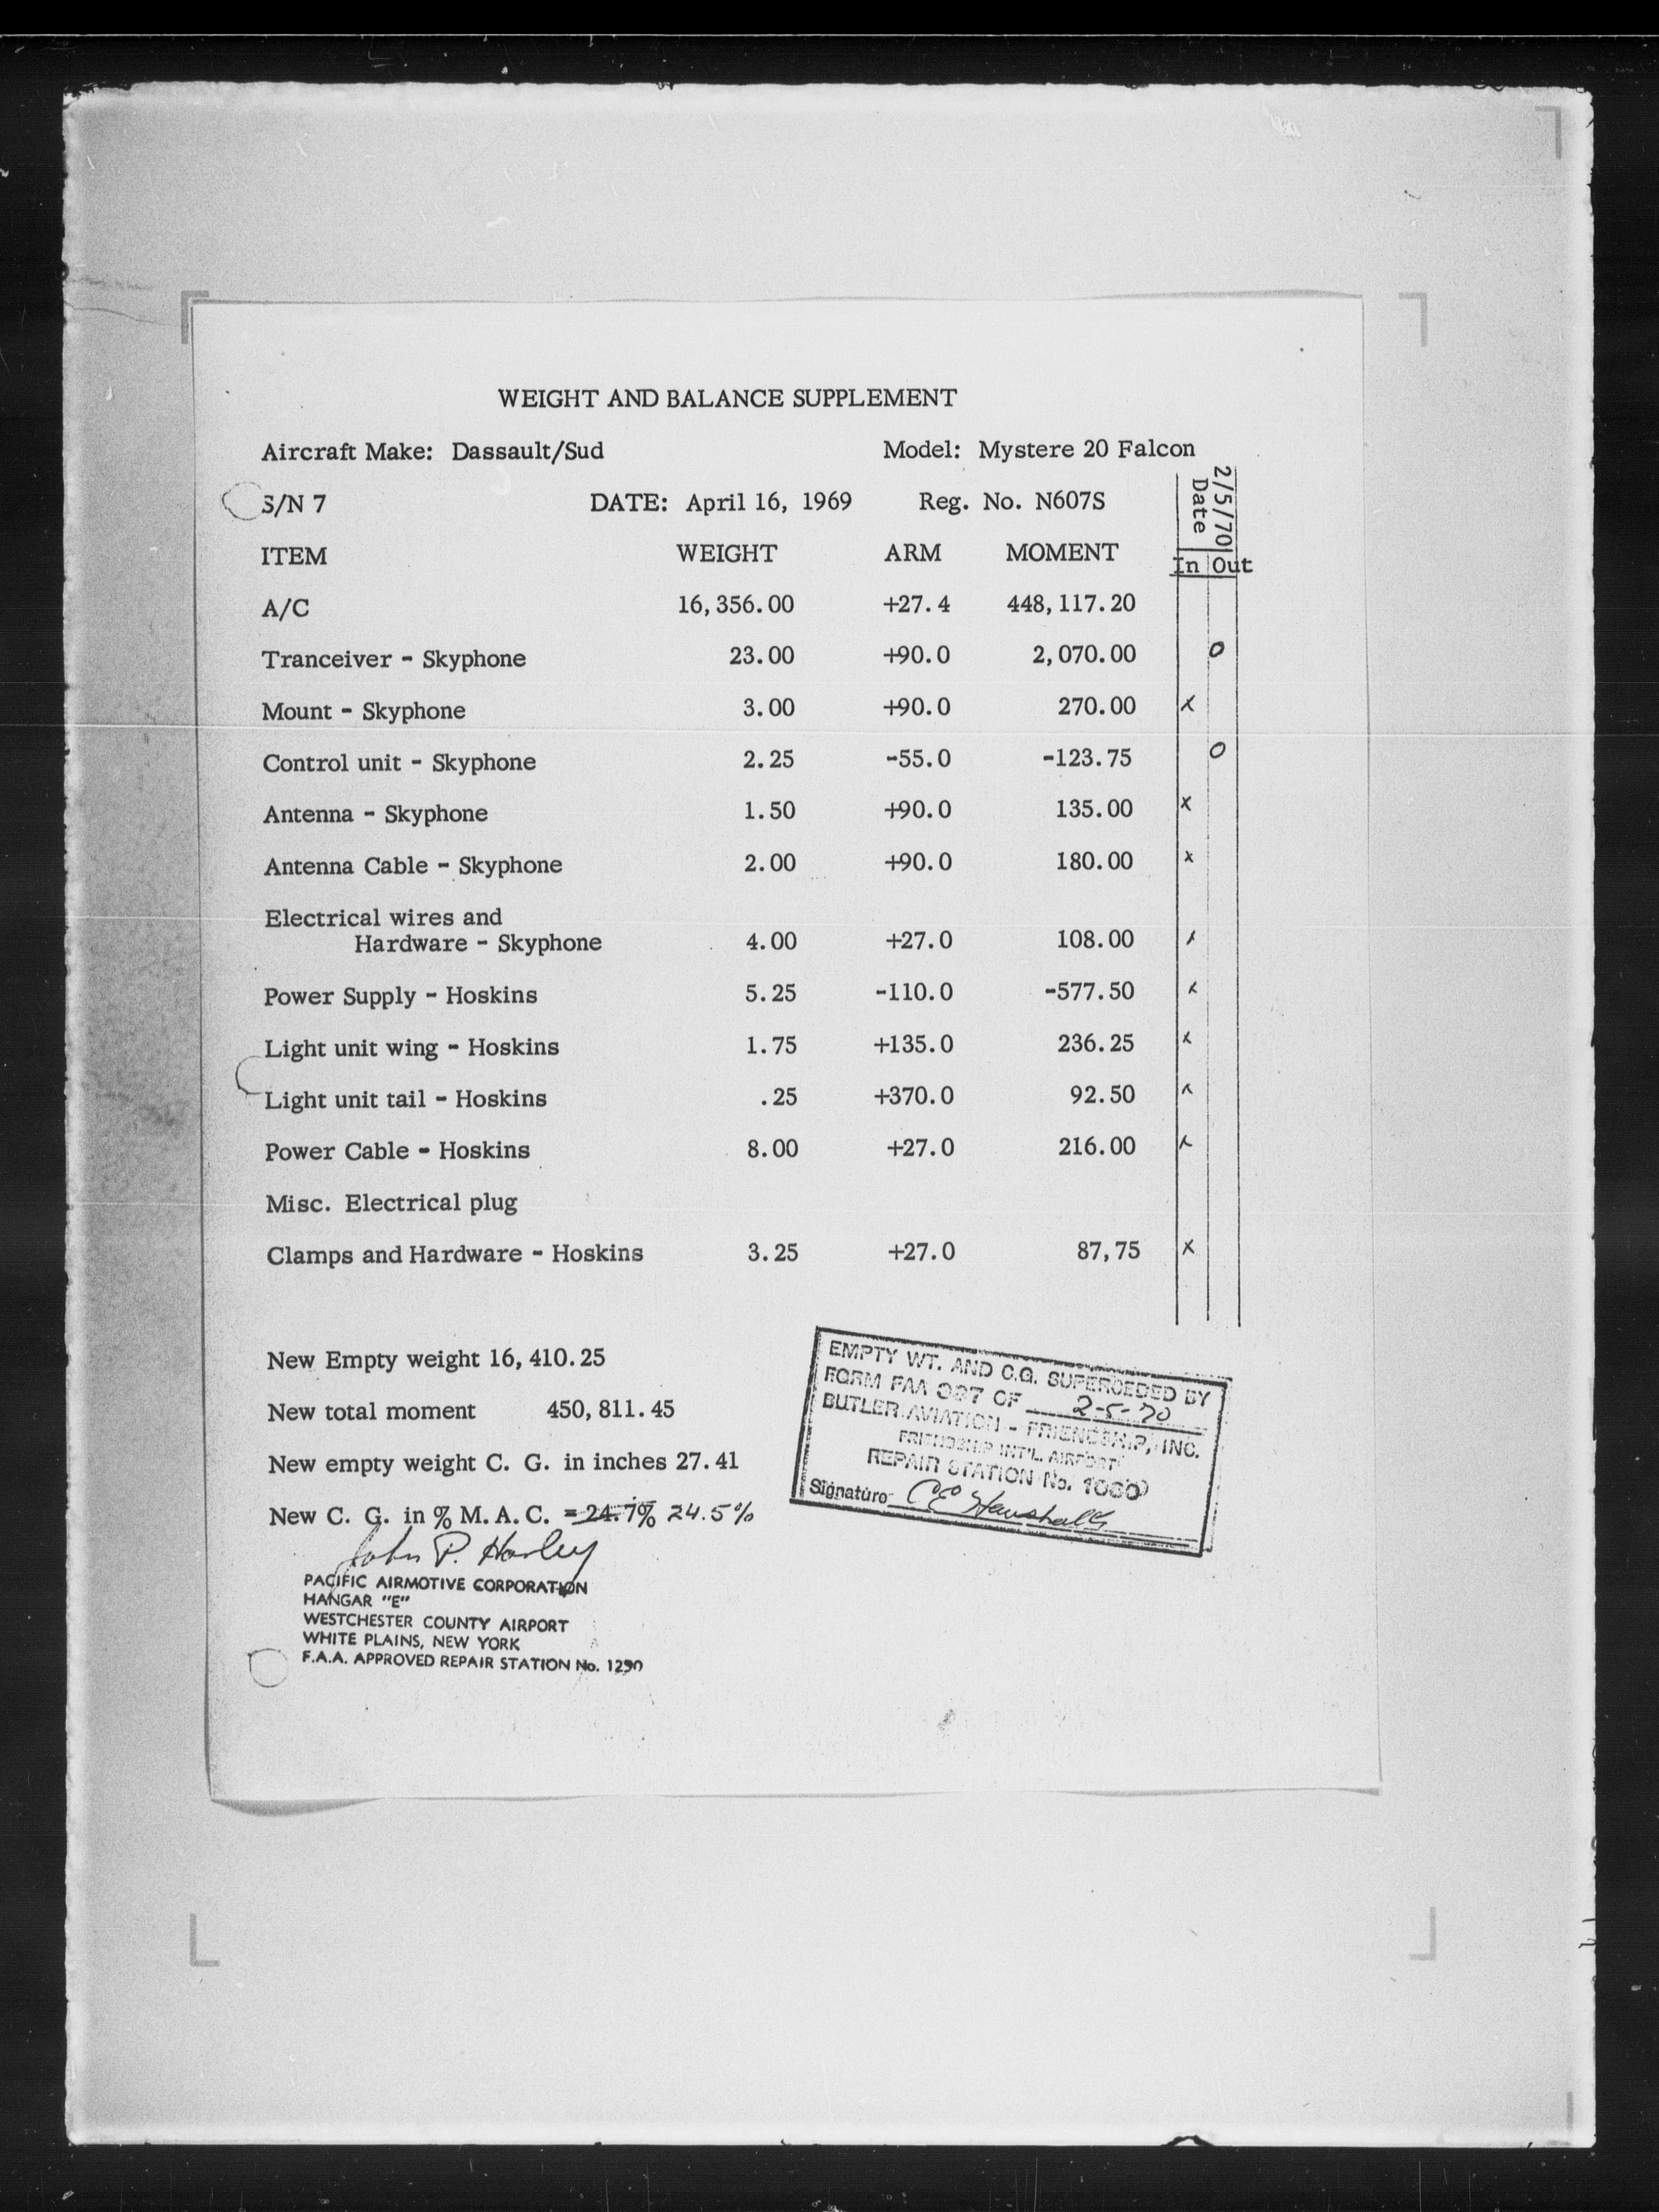 WEIGHT AND BALANCE SUPPLEMENT
Aircraft Make: Dassault/Sud Model: Mystere 20 Falcon
S/N 7 DATE: April 16, 1969 Reg. No. N607S
2/5/70
Date
ITEM WEIGHT ARM MOMENT In Out
A/C 16,356.00 +27.4 448,117.20
Tranceiver - Skyphone 23.00 +90.0 2,070.00 O
Mount - Skyphone 3.00 +90.0 270.00 x
Control unit - Skyphone 2.25 -55.0 -123.75 O
Antenna - Skyphone 1.50 +90.0 135.00 x
Antenna Cable - Skyphone 2.00 +90.0 180.00 x
Electrical wires and
Hardware - Skyphone 4.00 +27.0 108.00 x
Power Supply - Hoskins 5.25 -110.0 -577.50 x
Light unit wing - Hoskins 1.75 +135.0 236.25 x
Light unit tail - Hoskins .25 +370.0 92.50 x
Power Cable - Hoskins 8.00 +27.0 216.00 x
Misc. Electrical plug
Clamps and Hardware - Hoskins 3.25 +27.0 87,75 x
New Empty weight 16,410.25
New total moment 450,811.45
New empty weight C. G. in inches 27.41
New C. G. in % M.A.C. = 24.7% 24.5%
John P. Harley
PACIFIC AIRMOTIVE CORPORATION
HANGAR "E"
WESTCHESTER COUNTY AIRPORT
WHITE PLAINS, NEW YORK
F.A.A. APPROVED REPAIR STATION No. 1290
EMPTY WT. AND C.G. SUPERCEDED BY
FORM FAA 337 OF 2-5-70
BUTLER AVIATION - FRIENDSHIP, INC.
FRIENDSHIP INT'L. AIRPORT
REPAIR STATION No.
Signature C E